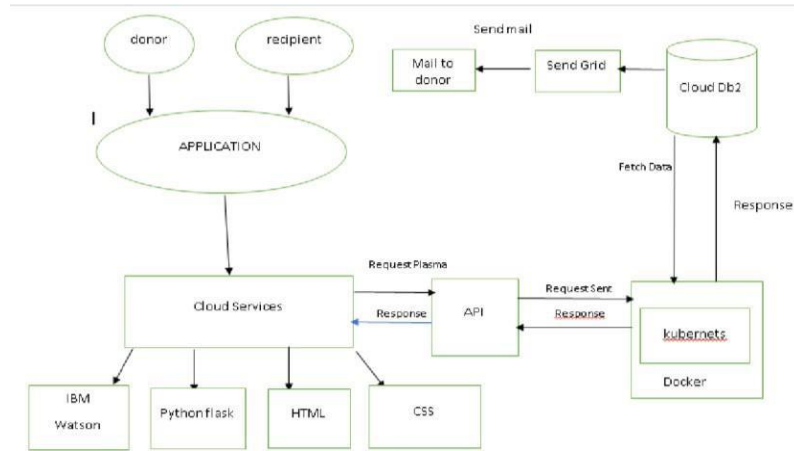 Send mail
donor
recipient
Mail to
donor
Send Grid
Cloud Db2
APPLICATION
Fetch Data
Response
Request Plasma
Cloud Services
Response
API
Request Sent
Response
kubernets
Docker
IBM
Watson
Python flask
HTML
CSS